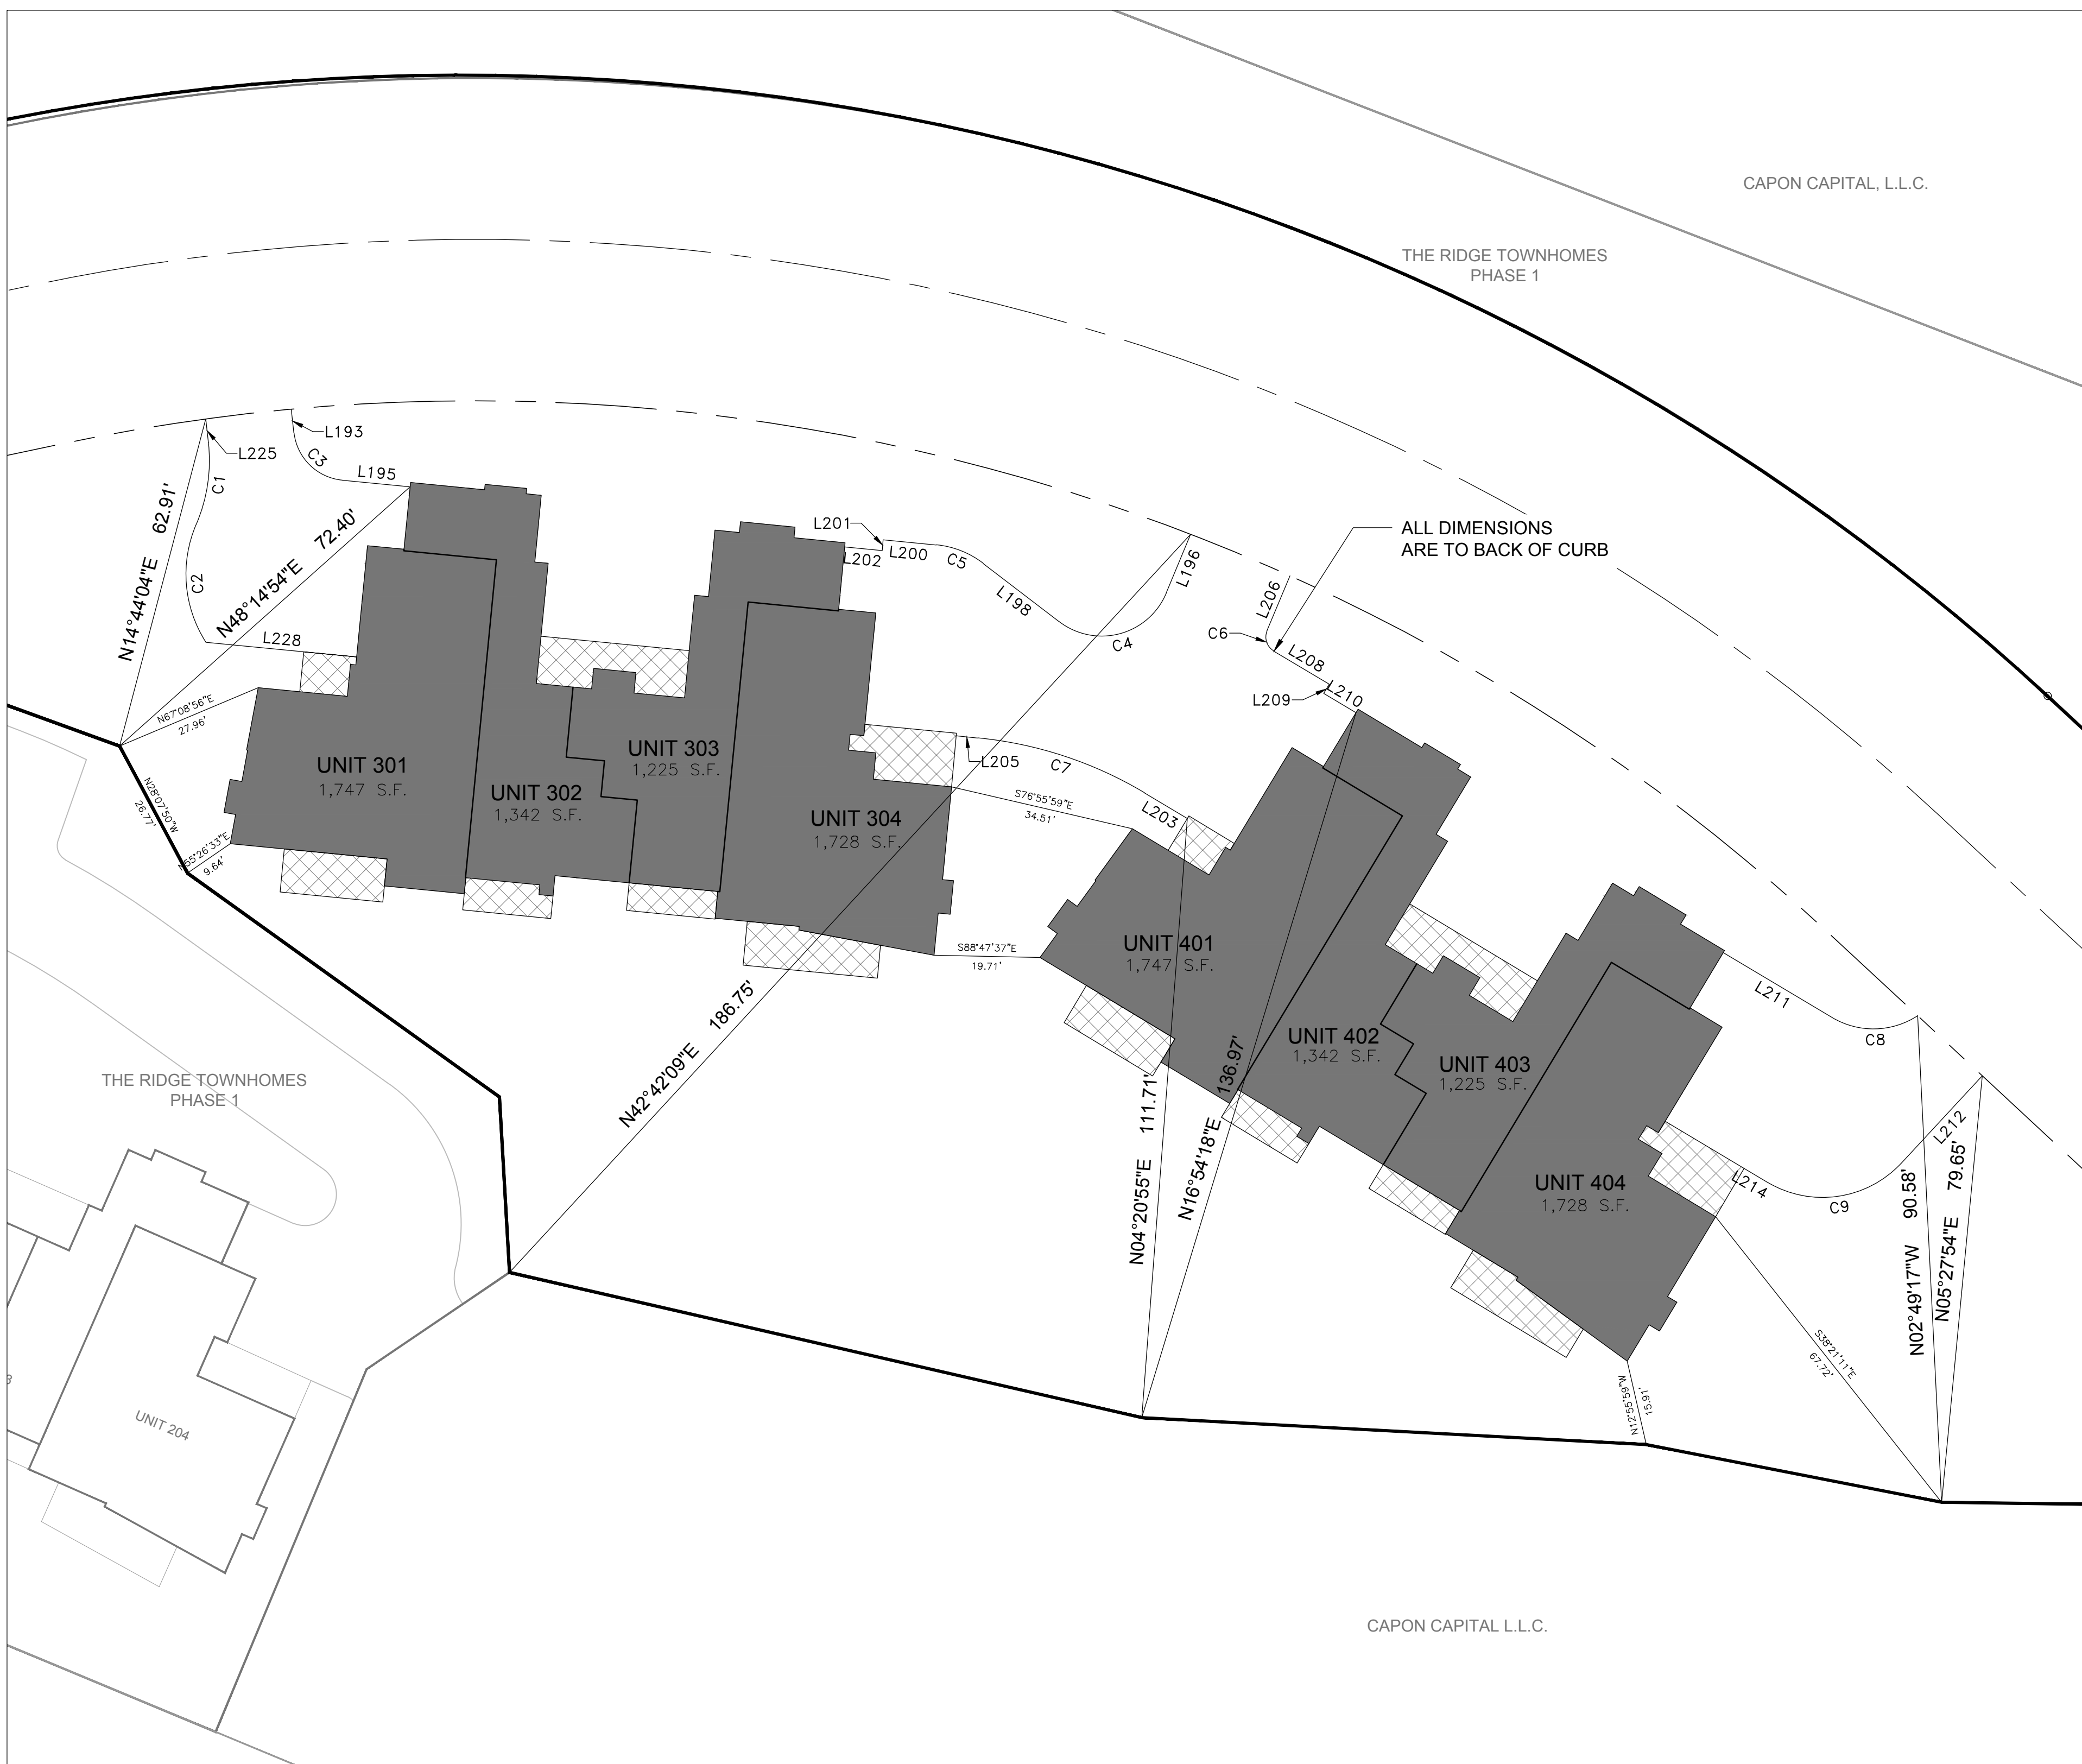 CAPON CAPITAL, L.L.C.
THE RIDGE TOWNHOMES
PHASE 1
L193
L225
C3
L195
C1
N14°44'04"E 62.91'
N48°14'54"E 72.40'
C2
L228
L201
L200
L202
C5
L198
C4
L196
ALL DIMENSIONS
ARE TO BACK OF CURB
L206
C6
L208
L209
L210
N67°08'56"E
27.96'
N28°07'50"W
26.77'
N55°26'33"E
9.64'
UNIT 301
1,747 S.F.
UNIT 302
1,342 S.F.
UNIT 303
1,225 S.F.
UNIT 304
1,728 S.F.
L205
C7
S76°55'59"E
34.51'
L203
S88°47'37"E
19.71'
UNIT 401
1,747 S.F.
UNIT 402
1,342 S.F.
UNIT 403
1,225 S.F.
UNIT 404
1,728 S.F.
L211
C8
L212
L214
C9
N42°42'09"E 186.75'
N04°20'55"E 111.71'
N16°54'18"E 136.97'
N02°49'17"W 90.58'
N05°27'54"E 79.65'
S38°21'11"E
67.72'
N12°55'59"W
15.91'
THE RIDGE TOWNHOMES
PHASE 1
UNIT 204
CAPON CAPITAL L.L.C.